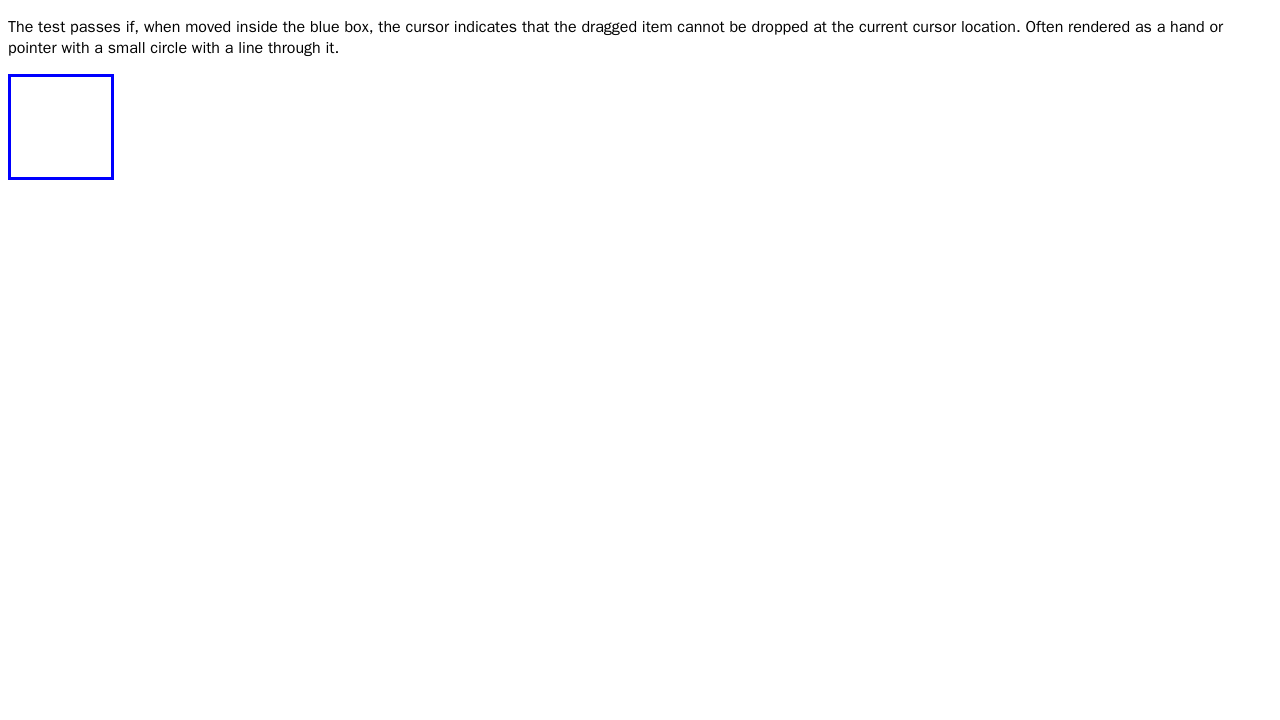 The test passes if, when moved inside the blue box, the cursor indicates that the dragged item cannot be dropped at the current cursor location. Often rendered as a hand or
pointer with a small circle with a line through it.